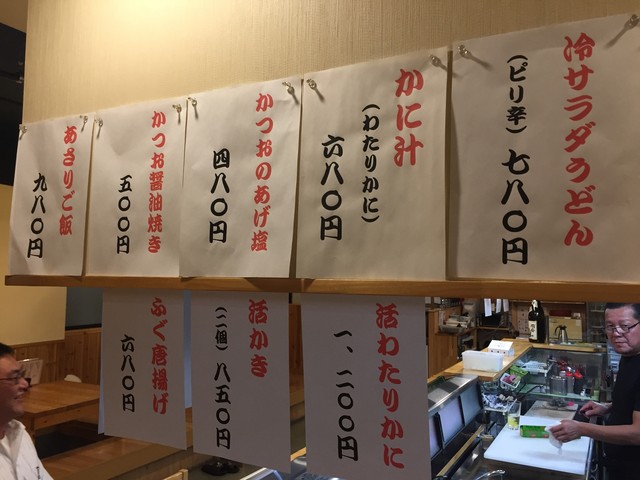 冷サラダうどん
（ピリ辛）七八〇円
かに汁
（わたりかに）
六八〇円
かつおのあげ塩
四八〇円
かつお醤油焼き
五〇〇円
あさりご飯
九八〇円
活わたりかに
一、二〇〇円
活かき
（二個）八五〇円
ふぐ唐揚げ
六八〇円